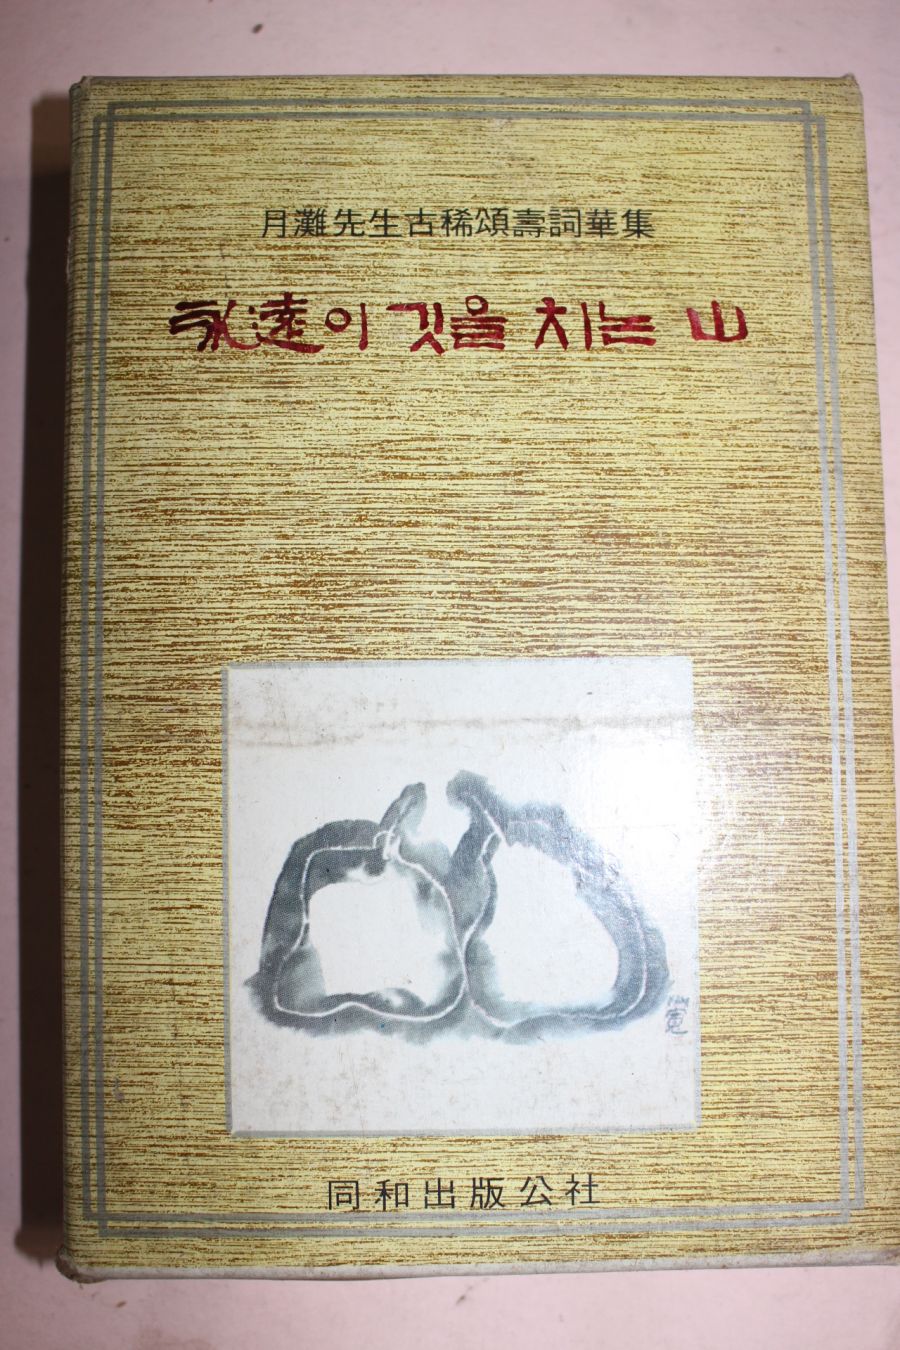 月灘先生古稀頌壽詞華集
永遠이 깃을 치는 山
寬
同和出版公社